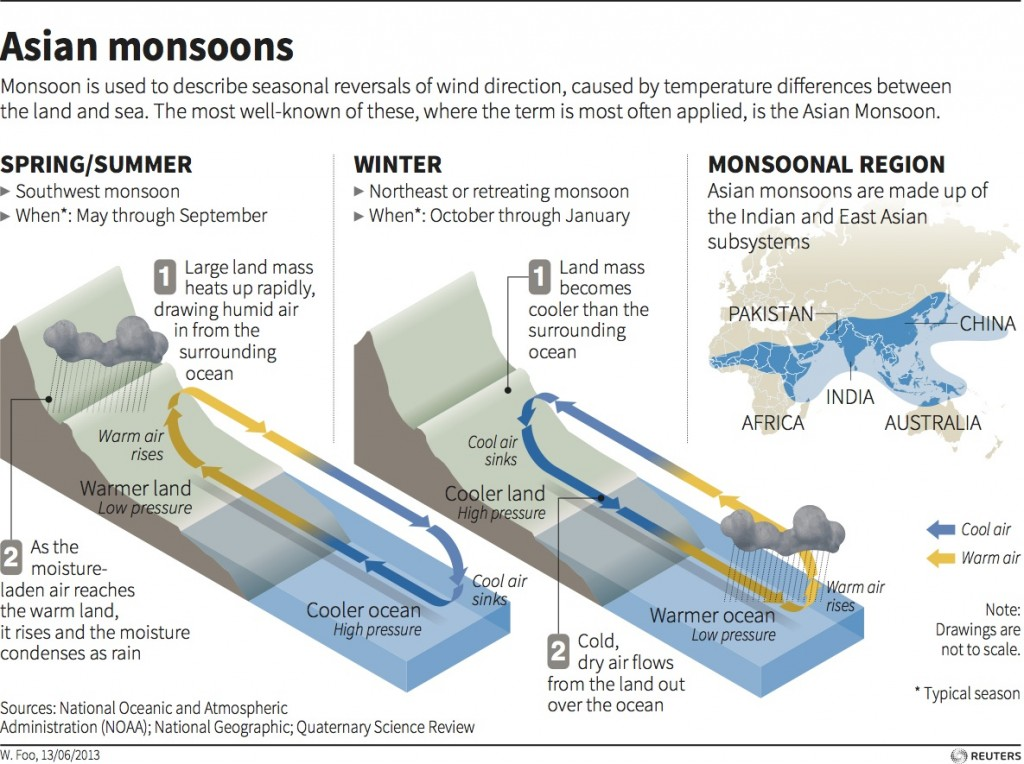 Asian monsoons
Monsoon is used to describe seasonal reversals of wind direction, caused by temperature differences between
the land and sea. The most well-known of these, where the term is most often applied, is the Asian Monsoon.
SPRING/SUMMER
▶ Southwest monsoon
▶ When*: May through September
1
Large land mass
heats up rapidly,
drawing humid air
in from the
surrounding
ocean
Warm air
rises
Warmer land
Low pressure
2
As the
moisture-
laden air reaches
the warm land,
it rises and the moisture
condenses as rain
Cooler ocean
High pressure
Cool air
sinks
WINTER
▶ Northeast or retreating monsoon
▶ When*: October through January
1
Land mass
becomes
cooler than the
surrounding
ocean
Cool air
sinks
Cooler land
High pressure
Warmer ocean
Low pressure
Warm air
rises
2
Cold,
dry air flows
from the land out
over the ocean
MONSOONAL REGION
Asian monsoons are made up of
the Indian and East Asian
subsystems
PAKISTAN
CHINA
INDIA
AFRICA
AUSTRALIA
Cool air
Warm air
Note:
Drawings are
not to scale.
* Typical season
Sources: National Oceanic and Atmospheric
Administration (NOAA); National Geographic; Quaternary Science Review
W. Foo, 13/06/2013
REUTERS